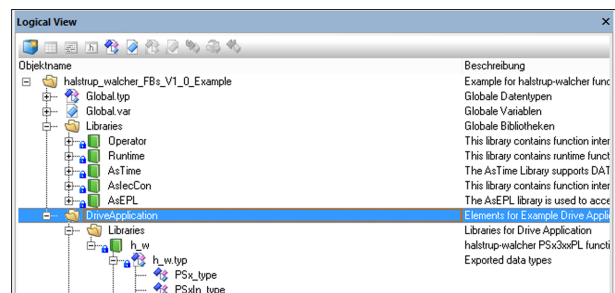 Logical View
Objektname Beschreibung
halstrup_walcher_FBs_V1_0_Example Example for halstrup-walcher func
Global.typ Globale Datentypen
Global.var Globale Variablen
Libraries Globale Bibliotheken
Operator This library contains function inter
Runtime This library contains runtime funct
AsTime The AsTime Library supports DAT
AsIecCon This library contains function inter
AsEPL The AsEPL library is used to acce
DriveApplication Elements for Example Drive Appli
Libraries Libraries for Drive Application
h_w halstrup-walcher PSx3xxPL functi
h_w.typ Exported data types
PSx_type
PSxIn_type